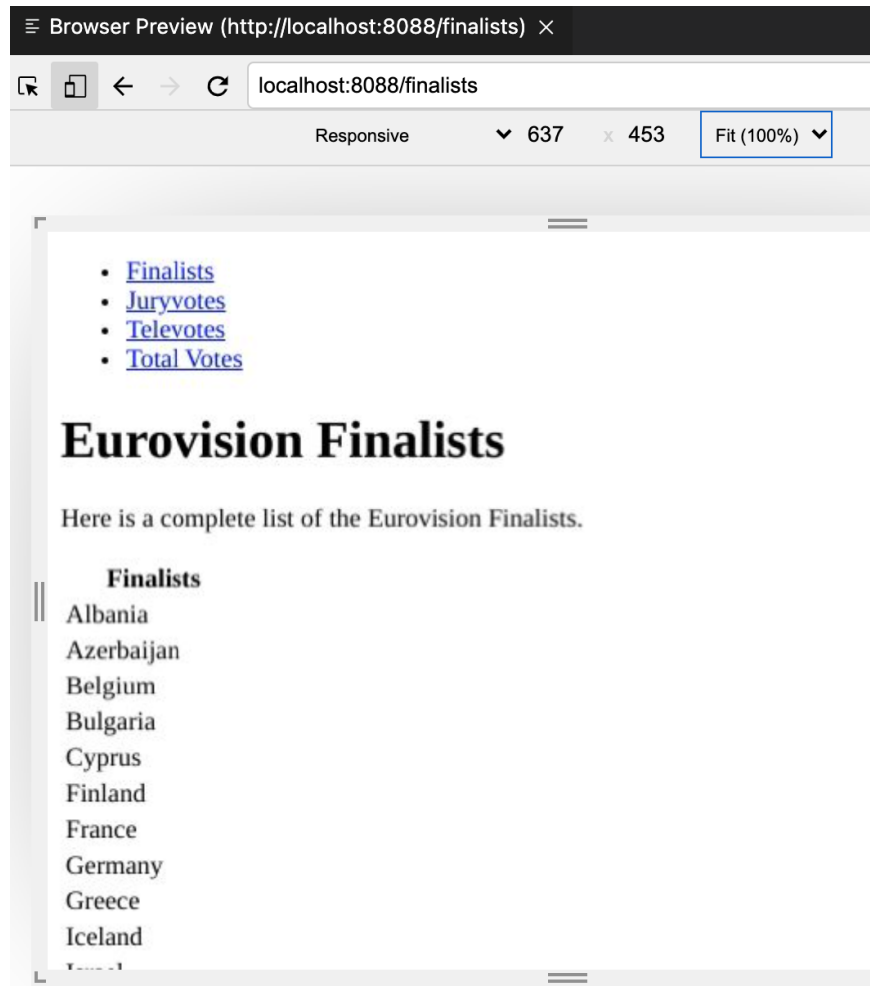 Browser Preview (http://localhost:8088/finalists)
localhost:8088/finalists
Responsive 637 x 453 Fit (100%)
Finalists
Juryvotes
Televotes
Total Votes
Eurovision Finalists
Here is a complete list of the Eurovision Finalists.
Finalists
Albania
Azerbaijan
Belgium
Bulgaria
Cyprus
Finland
France
Germany
Greece
Iceland